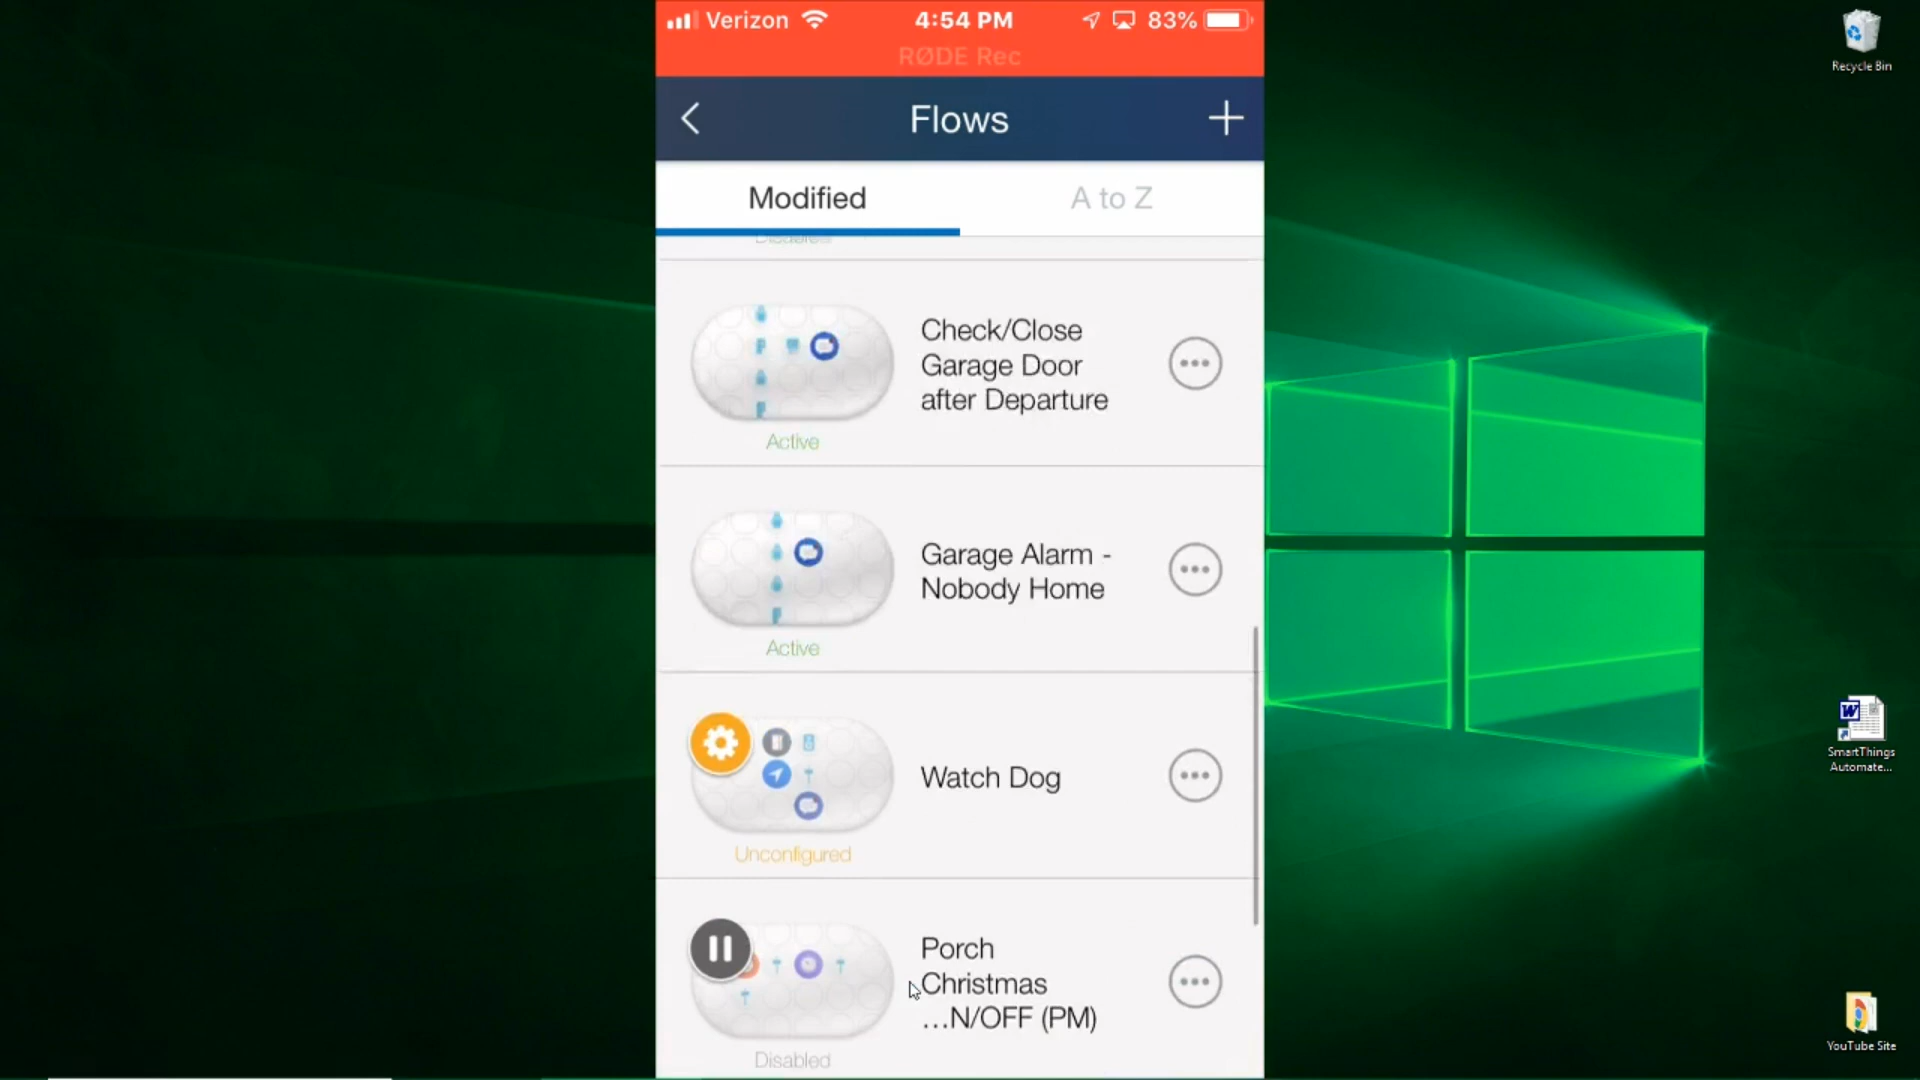 Verizon 4:54 PM 83%
RØDE Rec
Flows
Modified
A to Z
Disabled
Check/Close
Garage Door
after Departure
Active
Garage Alarm -
Nobody Home
Active
Watch Dog
Unconfigured
Porch
Christmas
...N/OFF (PM)
Disabled
Recycle Bin
SmartThings
Automate...
YouTube Site